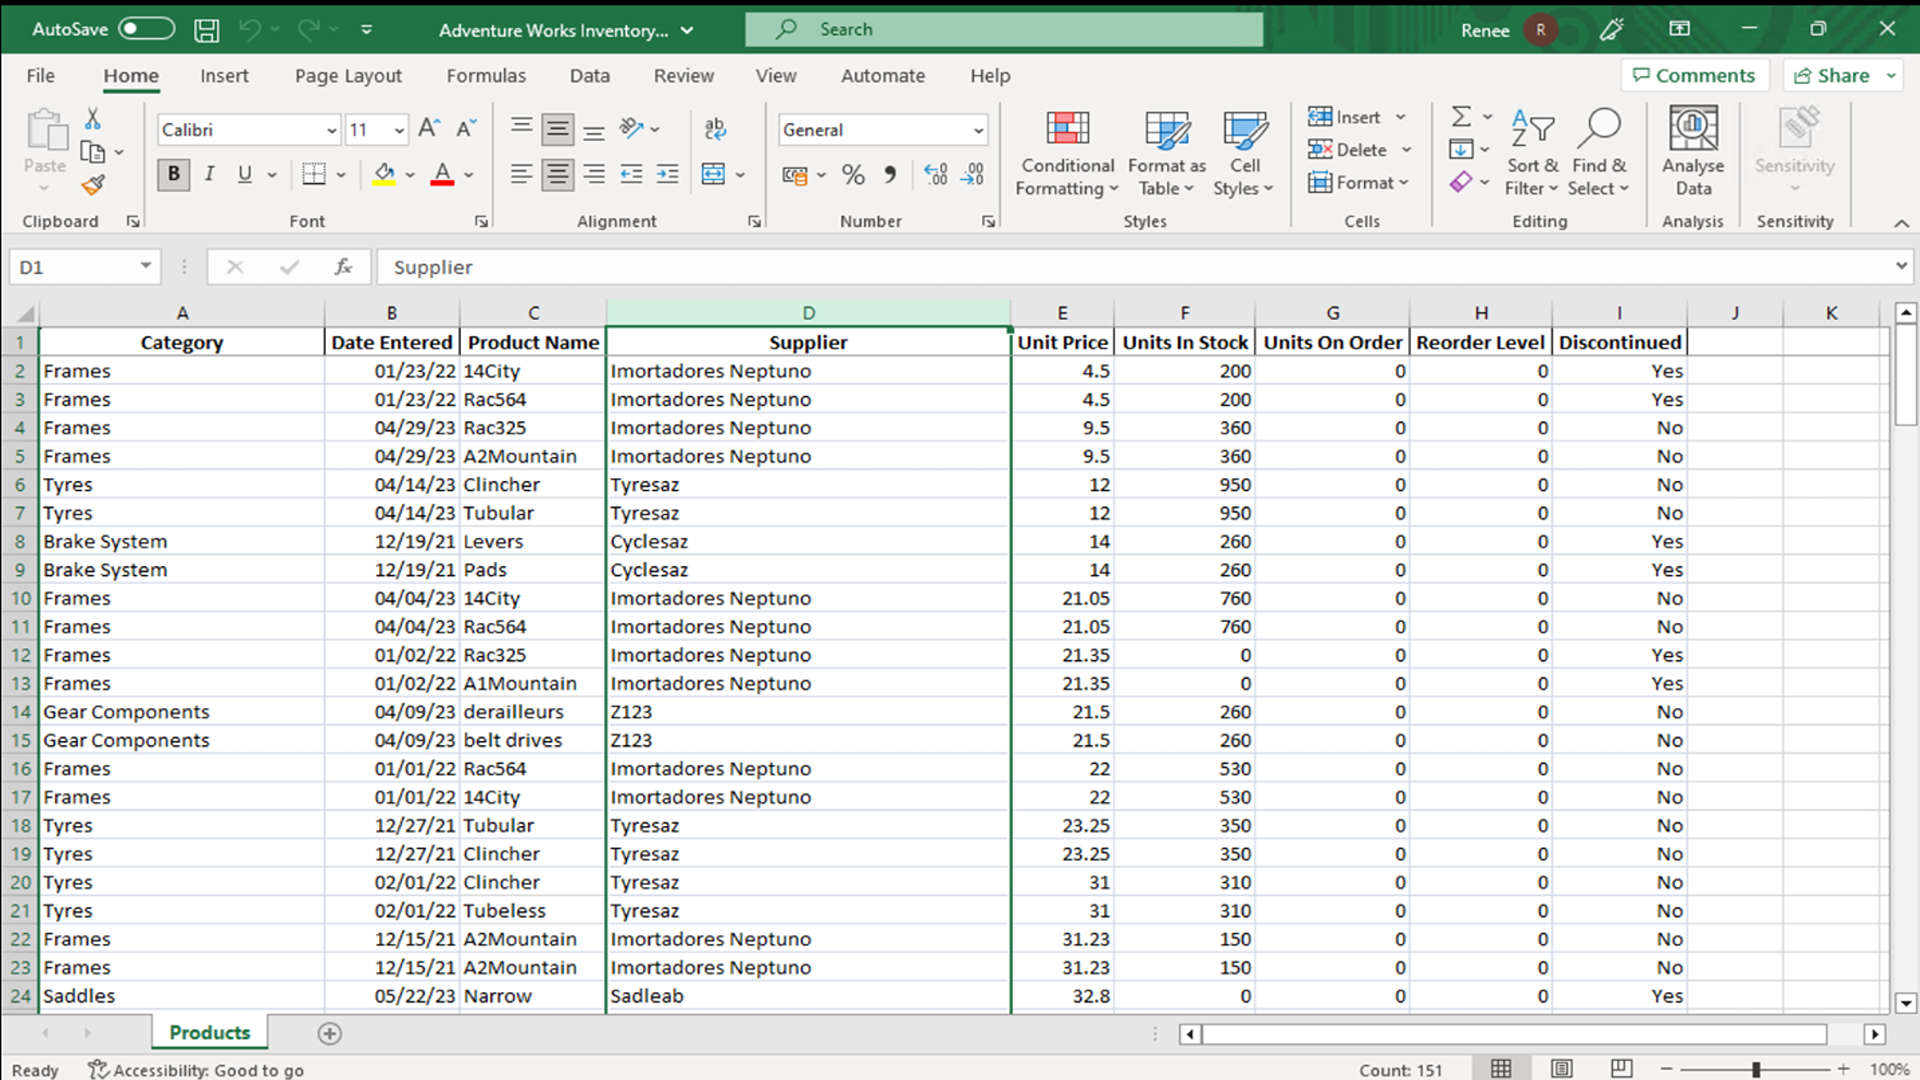 AutoSave Adventure Works Inventory... Search Renee R
File Home Insert Page Layout Formulas Data Review View Automate Help Comments Share
Paste Calibri 11 ab General Conditional Formatting Format as Table Cell Styles Insert Delete Format Sort & Filter Find & Select Analyse Data Sensitivity
B I U A % 9
Clipboard Font Alignment Number Styles Cells Editing Analysis Sensitivity
D1 fx Supplier
A B C D E F G H I J K
1 Category Date Entered Product Name Supplier Unit Price Units In Stock Units On Order Reorder Level Discontinued
2 Frames 01/23/22 14City Imortadores Neptuno 4.5 200 0 0 Yes
3 Frames 01/23/22 Rac564 Imortadores Neptuno 4.5 200 0 0 Yes
4 Frames 04/29/23 Rac325 Imortadores Neptuno 9.5 360 0 0 No
5 Frames 04/29/23 A2Mountain Imortadores Neptuno 9.5 360 0 0 No
6 Tyres 04/14/23 Clincher Tyresaz 12 950 0 0 No
7 Tyres 04/14/23 Tubular Tyresaz 12 950 0 0 No
8 Brake System 12/19/21 Levers Cyclesaz 14 260 0 0 Yes
9 Brake System 12/19/21 Pads Cyclesaz 14 260 0 0 Yes
10 Frames 04/04/23 14City Imortadores Neptuno 21.05 760 0 0 No
11 Frames 04/04/23 Rac564 Imortadores Neptuno 21.05 760 0 0 No
12 Frames 01/02/22 Rac325 Imortadores Neptuno 21.35 0 0 0 Yes
13 Frames 01/02/22 A1Mountain Imortadores Neptuno 21.35 0 0 0 Yes
14 Gear Components 04/09/23 derailleurs Z123 21.5 260 0 0 No
15 Gear Components 04/09/23 belt drives Z123 21.5 260 0 0 No
16 Frames 01/01/22 Rac564 Imortadores Neptuno 22 530 0 0 No
17 Frames 01/01/22 14City Imortadores Neptuno 22 530 0 0 No
18 Tyres 12/27/21 Tubular Tyresaz 23.25 350 0 0 No
19 Tyres 12/27/21 Clincher Tyresaz 23.25 350 0 0 No
20 Tyres 02/01/22 Clincher Tyresaz 31 310 0 0 No
21 Tyres 02/01/22 Tubeless Tyresaz 31 310 0 0 No
22 Frames 12/15/21 A2Mountain Imortadores Neptuno 31.23 150 0 0 No
23 Frames 12/15/21 A2Mountain Imortadores Neptuno 31.23 150 0 0 No
24 Saddles 05/22/23 Narrow Sadleab 32.8 0 0 0 Yes
Products
Ready Accessibility: Good to go Count: 151 100%